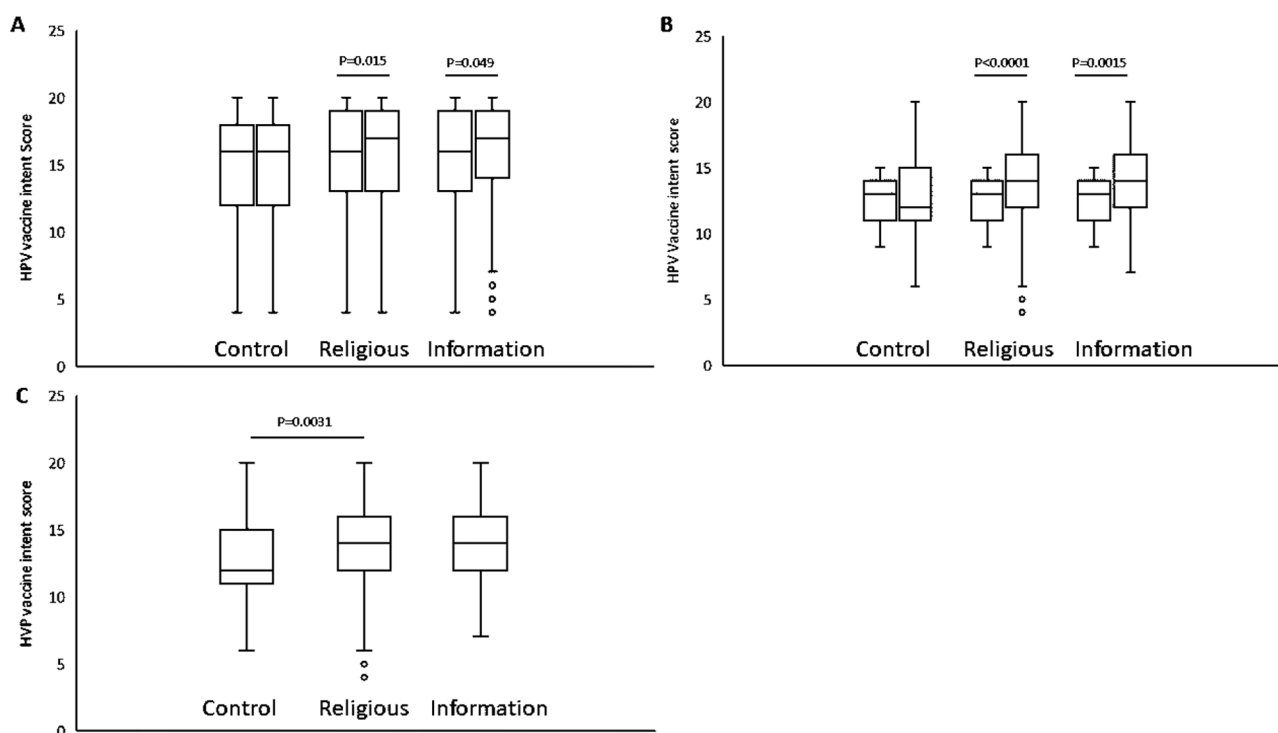 A
HPV vaccine intent Score
25
20
15
10
5
0
P=0.015
P=0.049
Control Religious Information
B
HPV Vaccine intent score
25
20
15
10
5
0
P<0.0001
P=0.0015
Control Religious Information
C
HVP vaccine intent score
25
20
15
10
5
0
P=0.0031
Control Religious Information